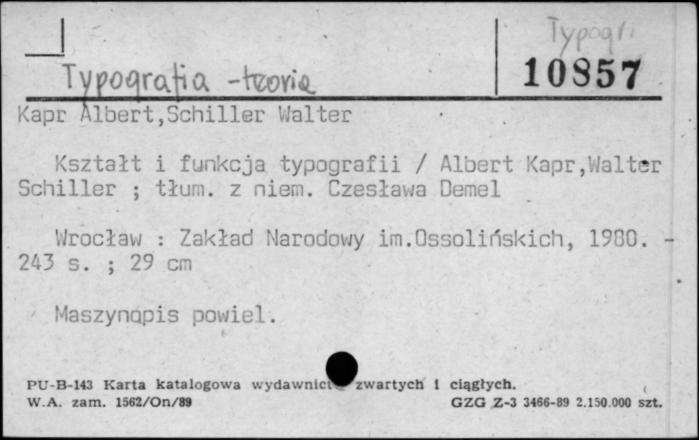 Typogr
Typografia - teoria
10857
Kapr Albert,Schiller Walter
Kształt i funkcja typografii / Albert Kapr,Walter
Schiller ; tłum. z niem. Czesława Demel
Wrocław : Zakład Narodowy im.Ossolińskich, 1980. -
243 s. ; 29 cm
Maszynopis powiel.
PU-B-143 Karta katalogowa wydawnictw zwartych i ciągłych.
W.A. zam. 1562/On/89 GZG Z-3 3466-89 2.150.000 szt.